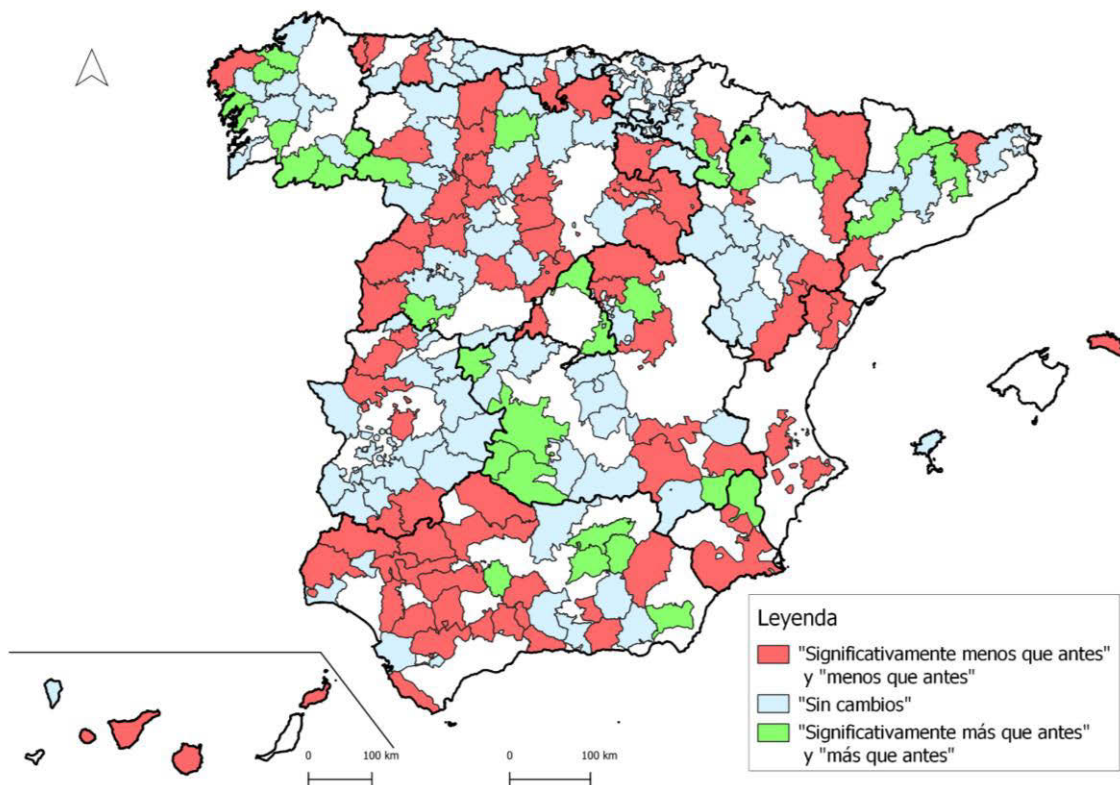 Leyenda
"Significativamente menos que antes"
y "menos que antes"
"Sin cambios"
"Significativamente más que antes"
y "más que antes"
0 100 km
0 100 km